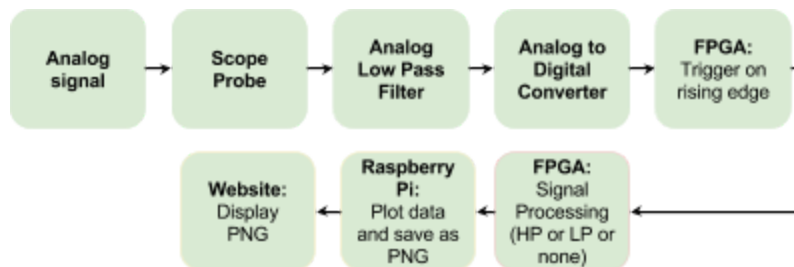 Analog
signal
Scope
Probe
Analog
Low Pass
Filter
Analog to
Digital
Converter
FPGA:
Trigger on
rising edge
Website:
Display
PNG
Raspberry
Pi:
Plot data
and save as
PNG
FPGA:
Signal
Processing
(HP or LP or
none)